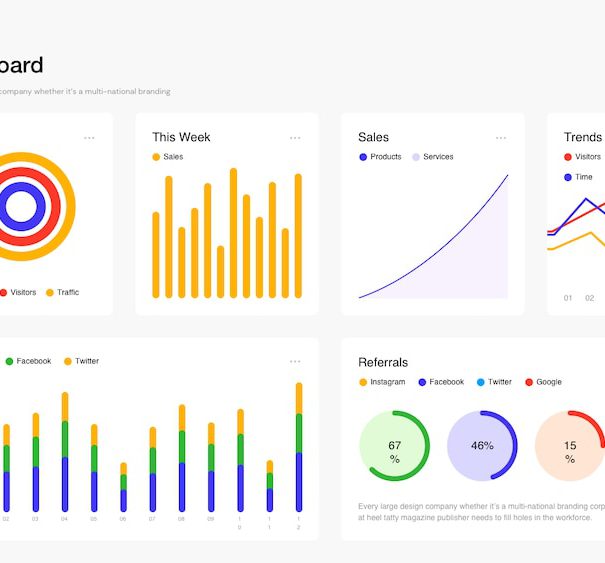 oard
company whether it's a multi-national branding
This Week
Sales
Sales
Products Services
Trends
Visitors
Time
01 02
Visitors Traffic
Facebook Twitter
02 03 04 05 06 07 08 09 1 1 1
0 1 2
Referrals
Instagram Facebook Twitter Google
67
%
46%
15
%
Every large design company whether it's a multi-national branding corp
at heel tatty magazine publisher needs to fill holes in the workforce.